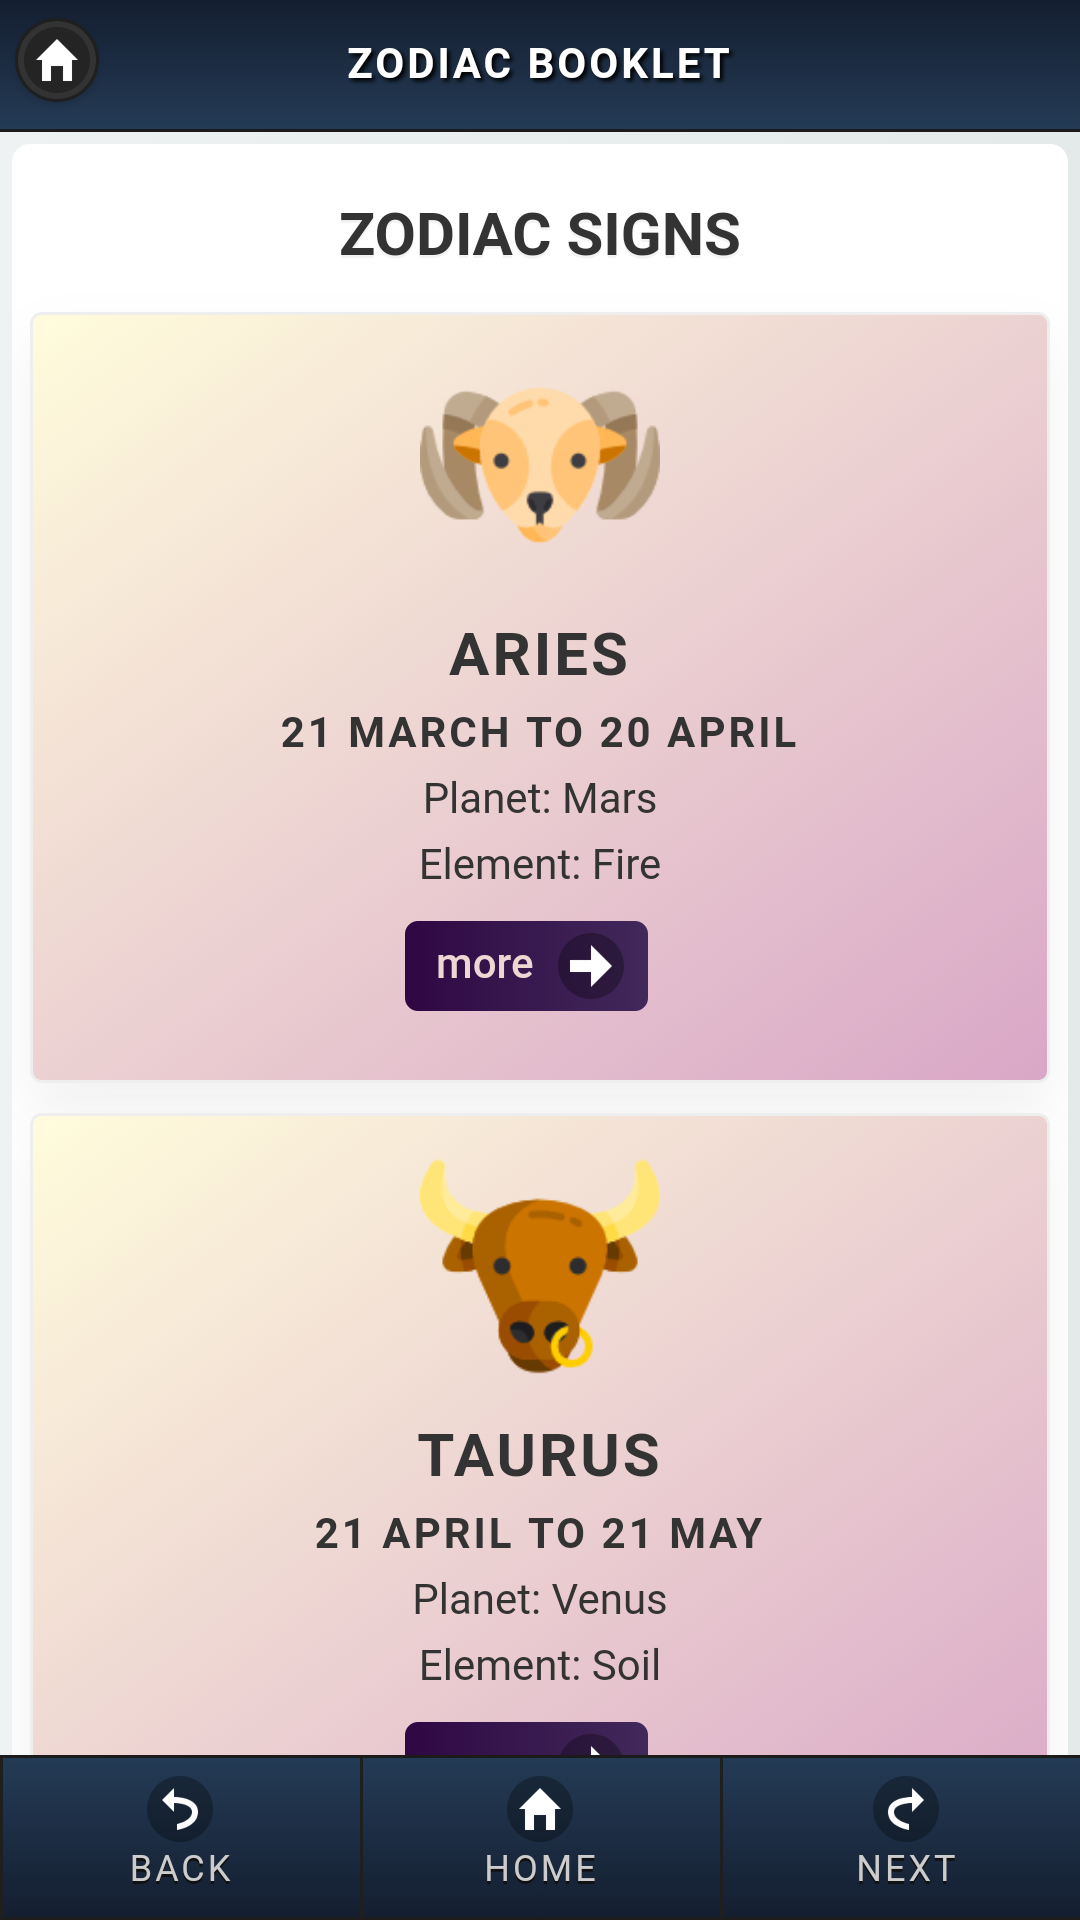 ZODIAC BOOKLET
ZODIAC SIGNS
ARIES
21 MARCH TO 20 APRIL
Planet: Mars
Element: Fire
more
TAURUS
21 APRIL TO 21 MAY
Planet: Venus
Element: Soil
BACK
HOME
NEXT